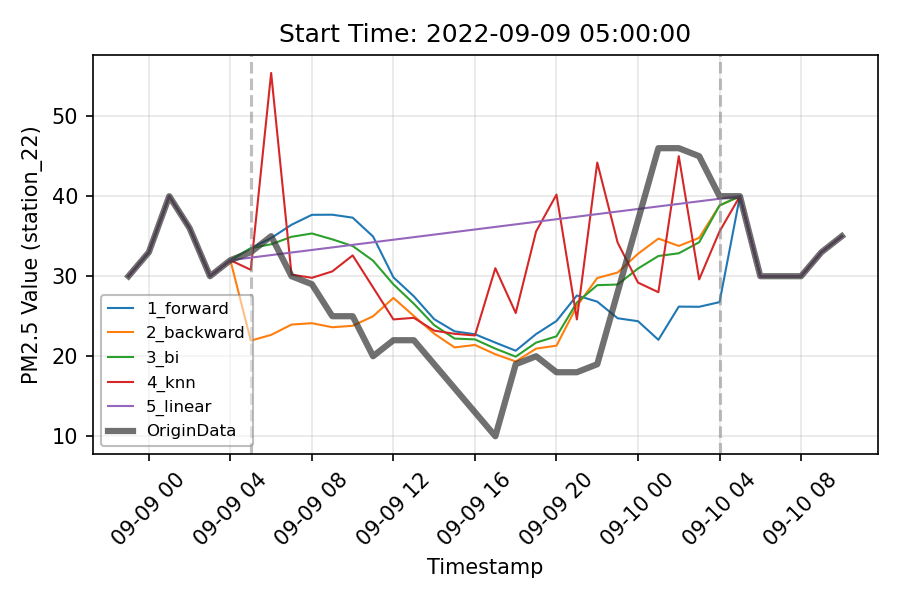 Start Time: 2022-09-09 05:00:00
PM2.5 Value (station_22)
50
40
30
20
10
1_forward
2_backward
3_bi
4_knn
5_linear
OriginData
09-09 00
09-09 04
09-09 08
09-09 12
09-09 16
09-09 20
09-10 00
09-10 04
09-10 08
Timestamp